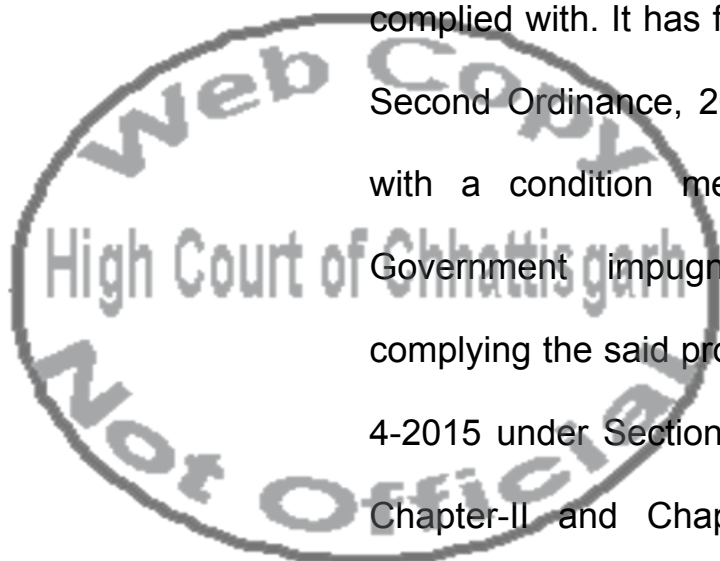 complied with. It has f
Second Ordinance, 2
with a condition me
Government impugn
complying the said pro
4-2015 under Section
Chapter-II and Chap
Web Copy
High Court of Chhattisgarh
Not Official